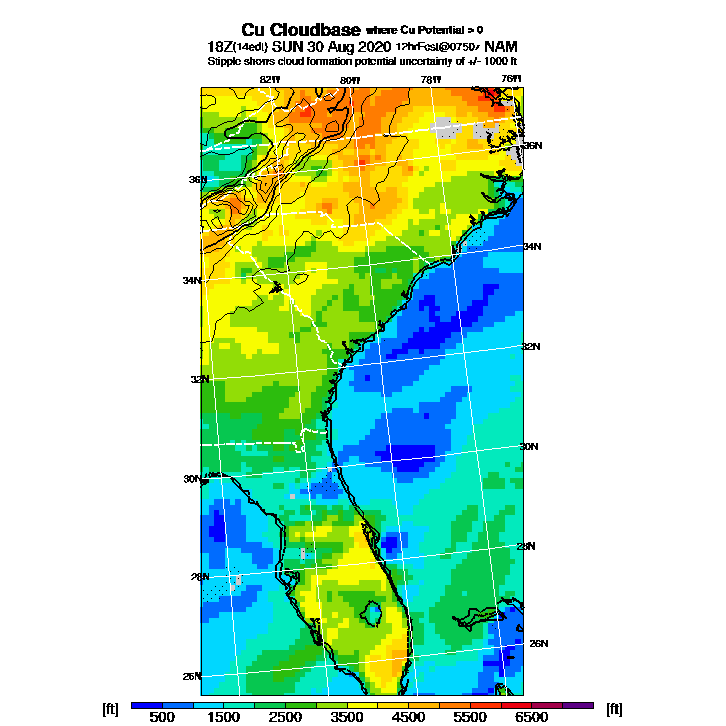 Cu Cloudbase where Cu Potential > 0
18Z(14edt) SUN 30 Aug 2020 12hrFcst@0750z NAM
Stipple shows cloud formation potential uncertainty of +/- 1000 ft
82W 80W 78W 76W
36N
36N
34N
34N
32N
32N
30N
30N
28N
28N
26N
26N
[ft] 500 1500 2500 3500 4500 5500 6500 [ft]